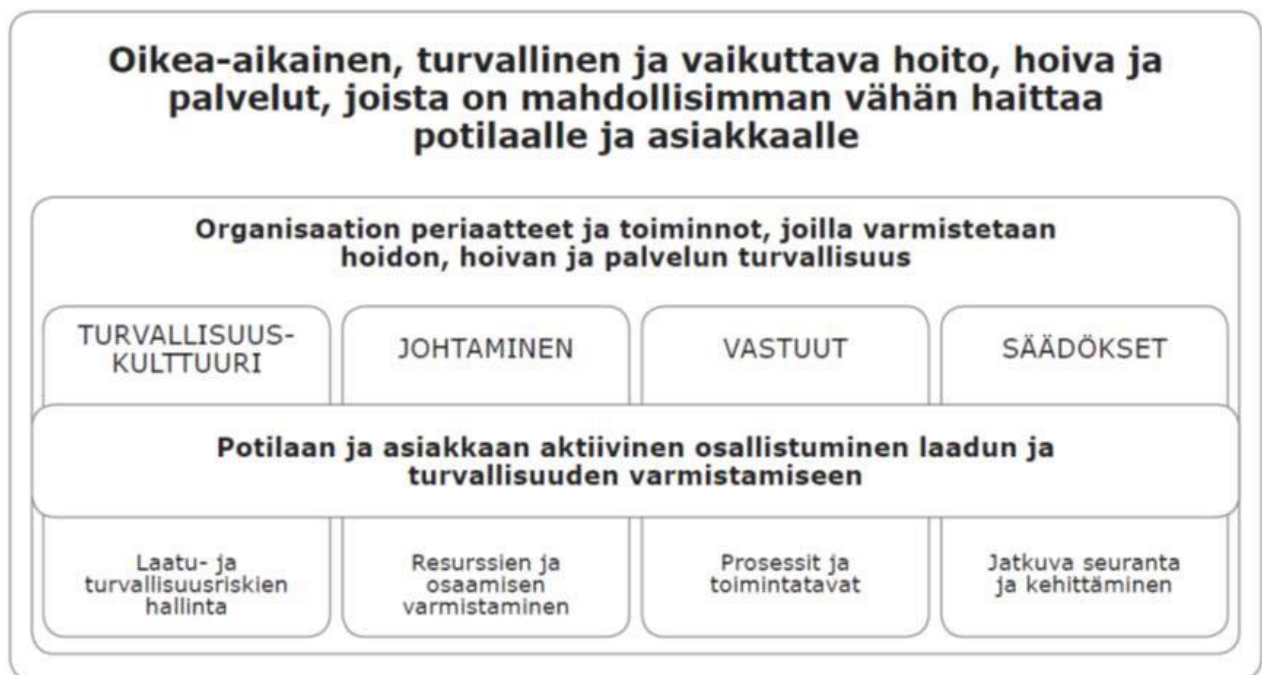 Oikea-aikainen, turvallinen ja vaikuttava hoito, hoiva ja
palvelut, joista on mahdollisimman vähän haittaa
potilaalle ja asiakkaalle
Organisaation periaatteet ja toiminnot, joilla varmistetaan
hoidon, hoivan ja palvelun turvallisuus
TURVALLISUUS-
KULTTUURI
JOHTAMINEN
VASTUUT
SÄÄDÖKSET
Potilaan ja asiakkaan aktiivinen osallistuminen laadun ja
turvallisuuden varmistamiseen
Laatu- ja
turvallisuusriskien
hallinta
Resurssien ja
osaamisen
varmistaminen
Prosessit ja
toimintatavat
Jatkuva seuranta
ja kehittäminen